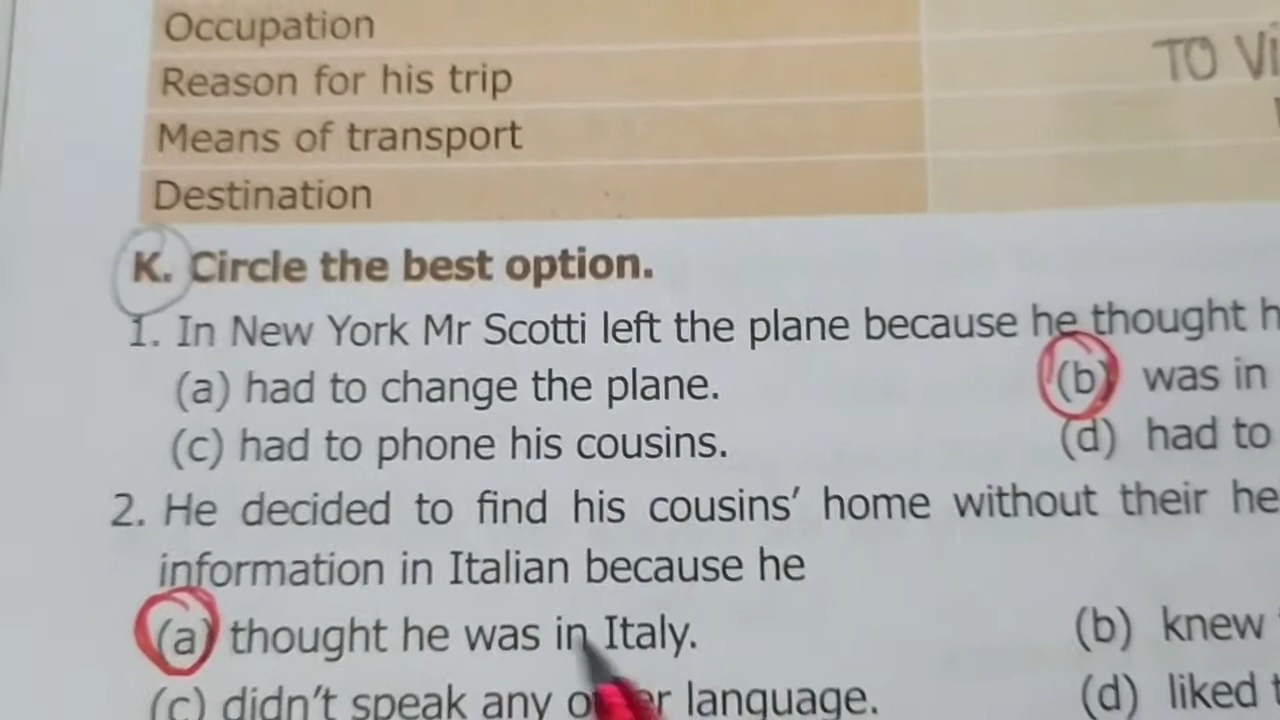 Occupation
Reason for his trip
TO Vi
Means of transport
Destination
K. Circle the best option.
1. In New York Mr Scotti left the plane because he thought h
(a) had to change the plane. (b) was in
(c) had to phone his cousins. (d) had to
2. He decided to find his cousins' home without their he
information in Italian because he
(a) thought he was in Italy. (b) knew
(c) didn't speak any language. (d) liked t